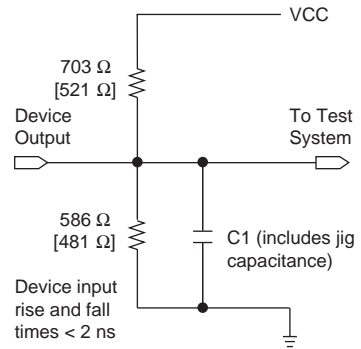 VCC
703 Ω
[521 Ω]
Device
Output
To Test
System
586 Ω
[481 Ω]
C1 (includes jig
capacitance)
Device input
rise and fall
times < 2 ns